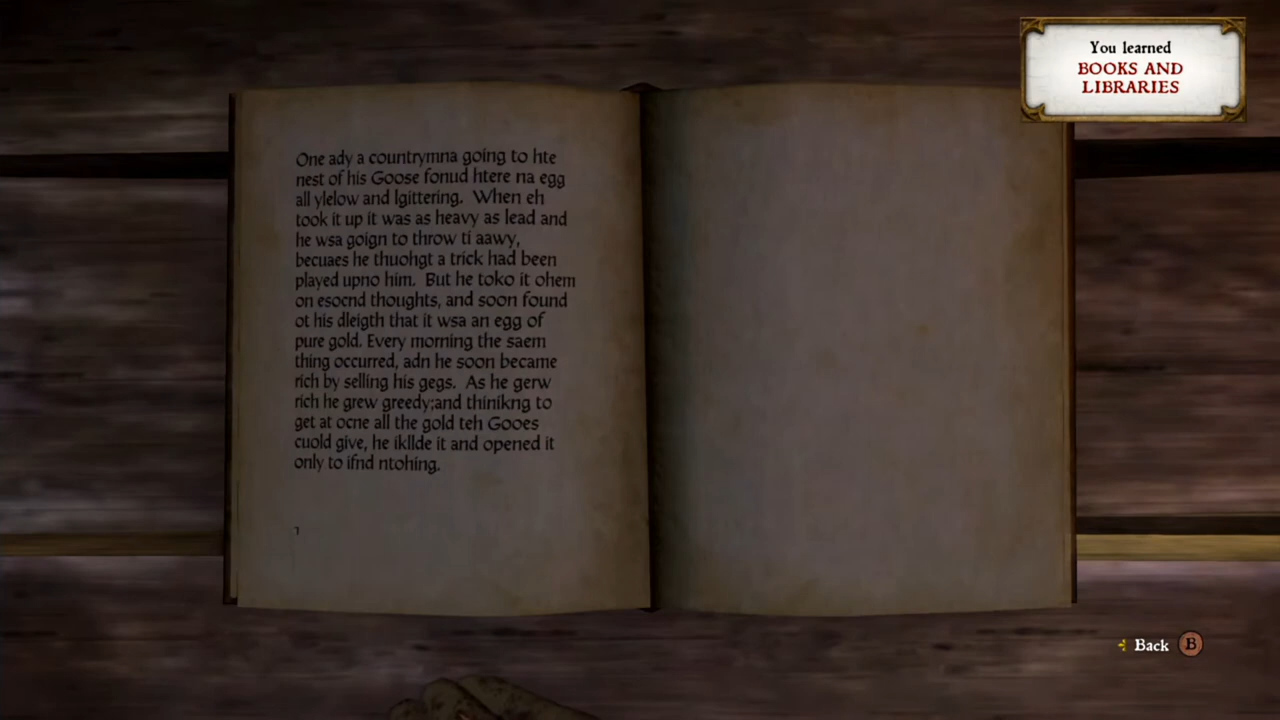 You learned
BOOKS AND
LIBRARIES
One ady a countrymna going to hte
nest of his Goose fonud htere na egg
all ylelow and lgittering. When eh
took it up it was as heavy as lead and
he wsa goign to throw ti aawy,
becuaes he thuohgt a trick had been
played upno him. But he toko it ohem
on esocnd thoughts, and soon found
ot his dleigth that it wsa an egg of
pure gold. Every morning the saem
thing occurred, adn he soon became
rich by selling his gegs. As he gerw
rich he grew greedy;and thinikng to
get at ocne all the gold teh Gooes
cuold give, he ikllde it and opened it
only to ifnd ntohing.
Back B